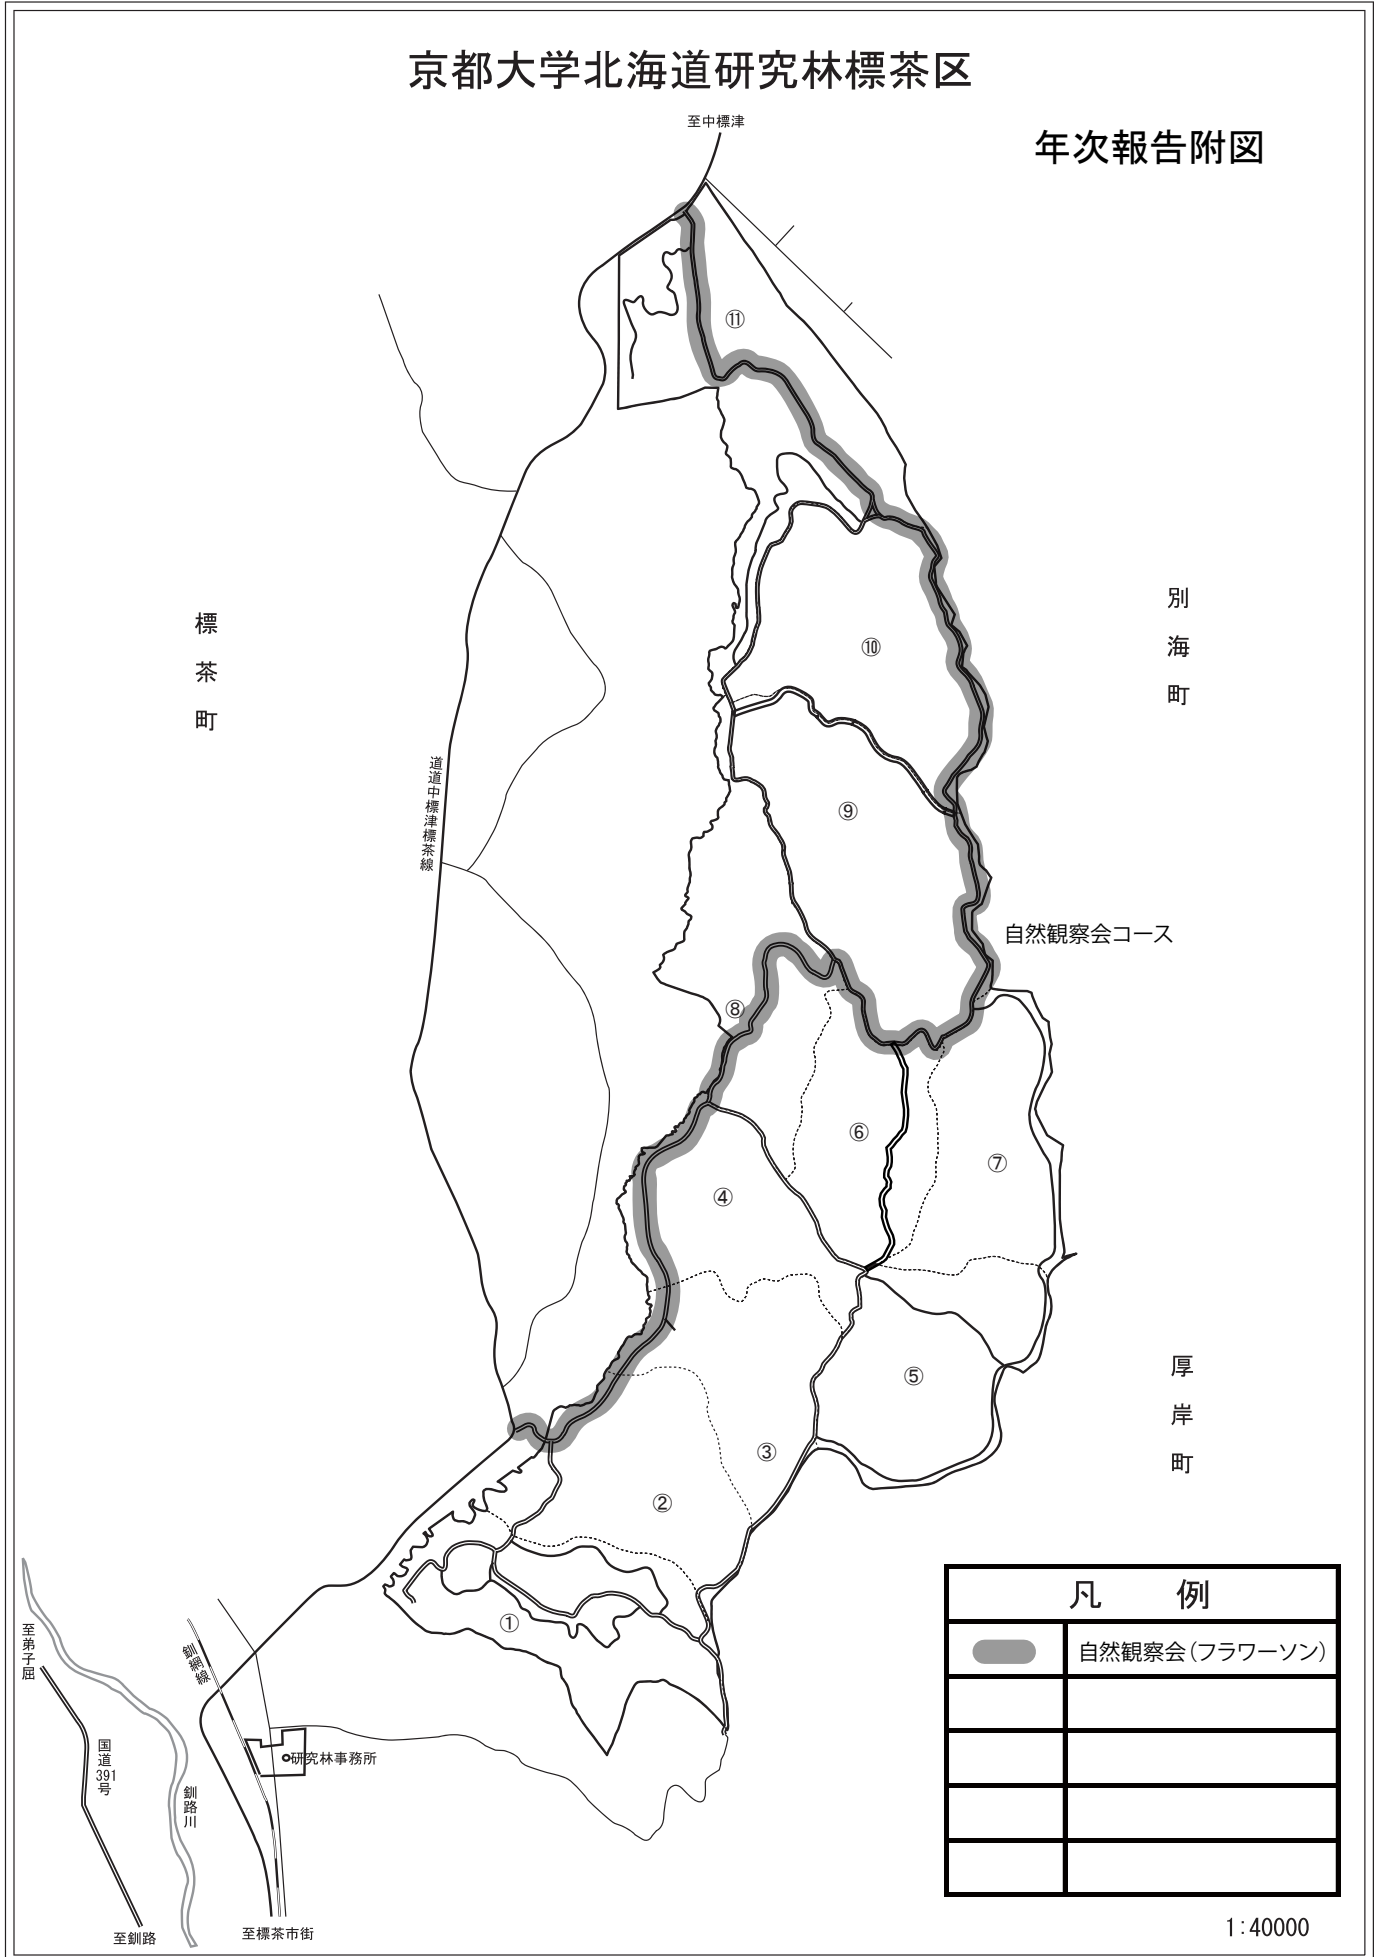 京都大学北海道研究林標茶区
至中標津
年次報告附図
⑪
標茶町
別海町
⑩
道道中標津標茶線
⑨
自然観察会コース
⑧
⑥
⑦
④
⑤
厚岸町
③
②
①
凡 例
自然観察会(フラワーソン)
至弟子屈
釧網線
国道391号
研究林事務所
釧路川
至釧路
至標茶市街
1:40000